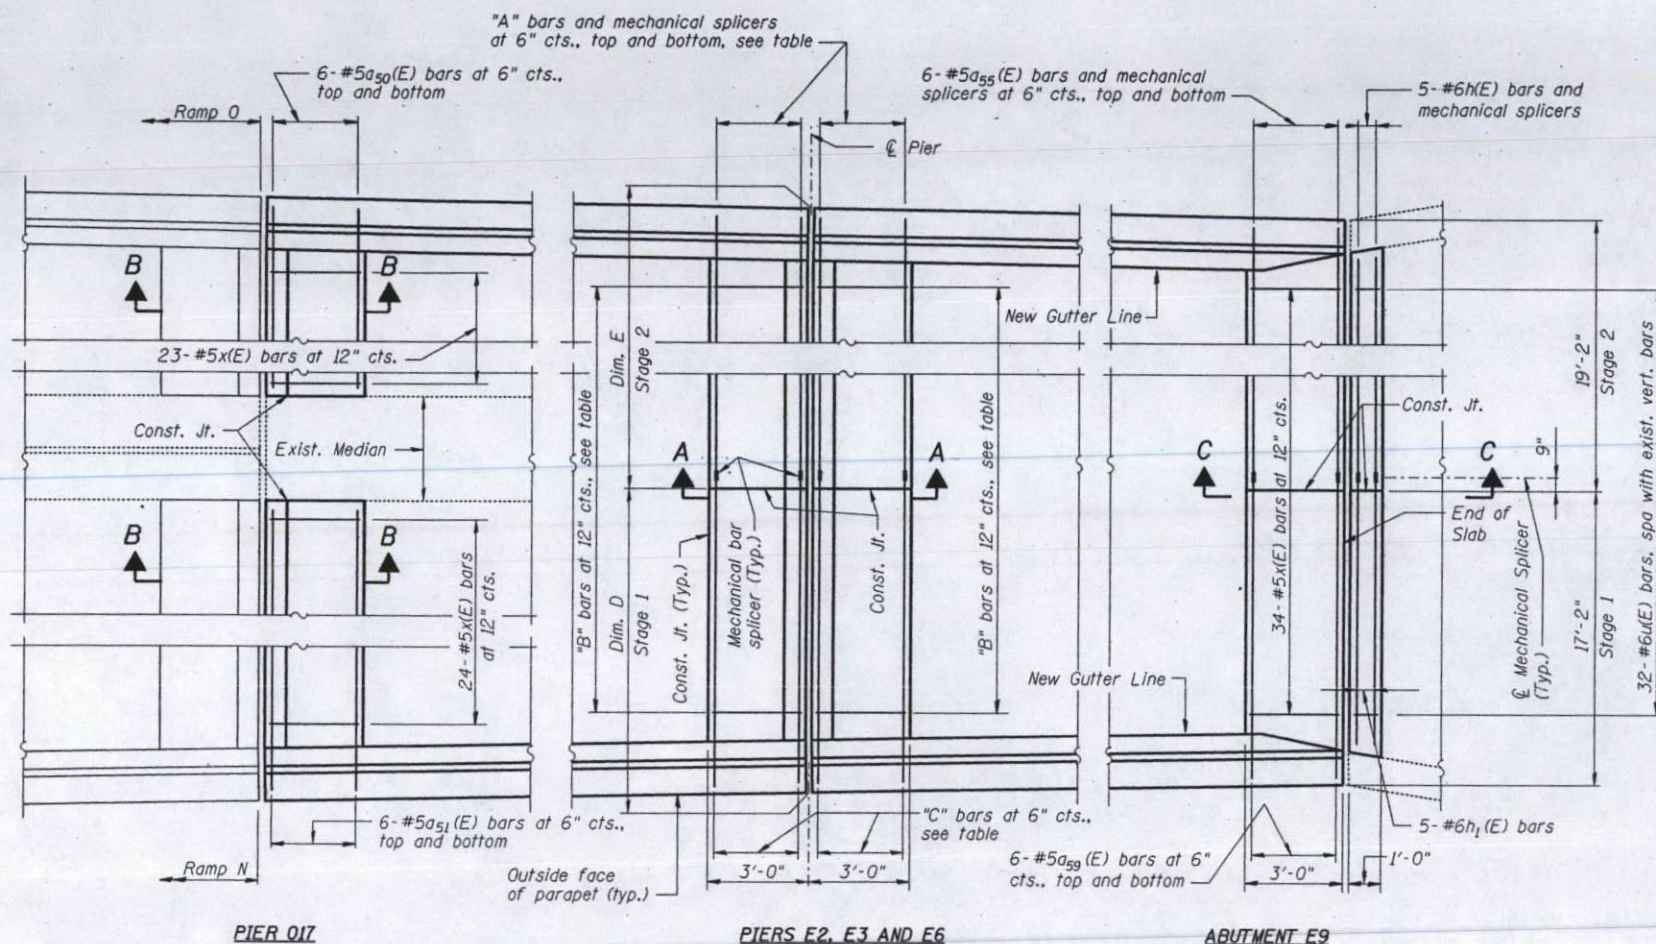 "A" bars and mechanical splicers
at 6" cts., top and bottom, see table
6-#5a50(E) bars at 6" cts.,
top and bottom
6-#5a55(E) bars and mechanical
splicers at 6" cts., top and bottom
5-#6h(E) bars and
mechanical splicers
Ramp O
℄ Pier
B
B
23-#5x(E) bars at 12" cts.
Const. Jt.
Exist. Median
B
B
24-#5x(E) bars
at 12" cts.
6-#5a51(E) bars at 6" cts.,
top and bottom
Ramp N
PIER O17
Dim. E
Stage 2
"B" bars at 12" cts., see table
Dim. D
Stage 1
A
A
Const. Jt. (Typ.)
Mechanical bar
splicer (Typ.)
Const. Jt.
"B" bars at 12" cts., see table
Outside face
of parapet (typ.)
3'-0"
3'-0"
"C" bars at 6" cts.,
see table
PIERS E2, E3 AND E6
New Gutter Line
34-#5x(E) bars at 12" cts.
Const. Jt.
C
C
End of
Slab
9"
℄ Mechanical Splicer
(Typ.)
19'-2"
Stage 2
17'-2"
Stage 1
32-#6u(E) bars, spa with exist. vert. bars
New Gutter Line
5-#6h1(E) bars
6-#5a59(E) bars at 6"
cts., top and bottom
3'-0"
1'-0"
ABUTMENT E9